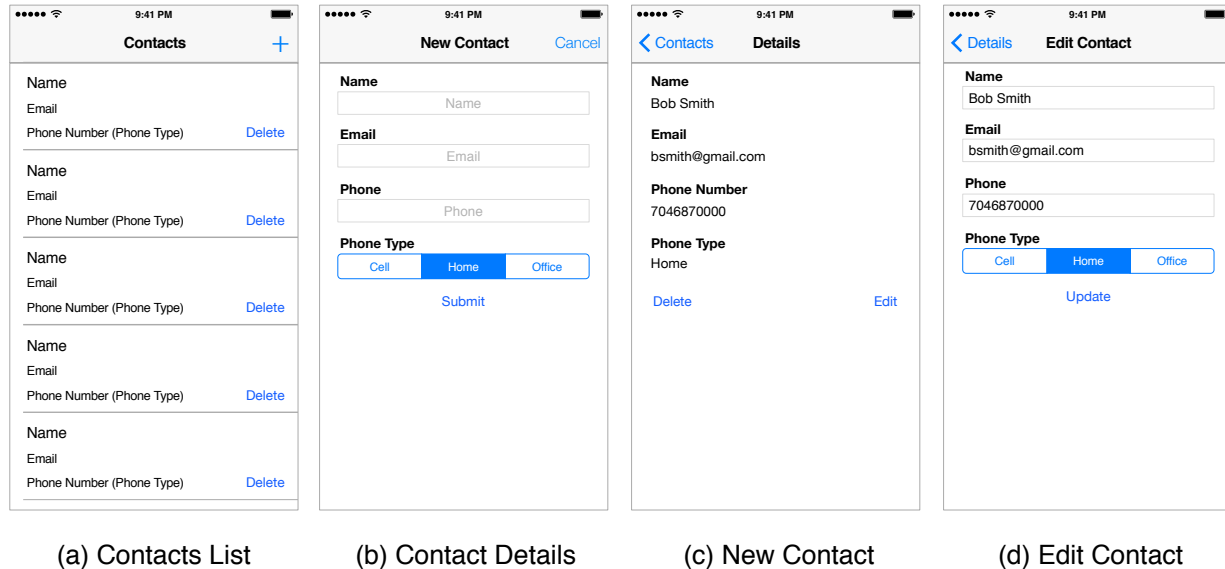 9:41 PM
Contacts
+
Name
Email
Phone Number (Phone Type) Delete
Name
Email
Phone Number (Phone Type) Delete
Name
Email
Phone Number (Phone Type) Delete
Name
Email
Phone Number (Phone Type) Delete
Name
Email
Phone Number (Phone Type) Delete
(a) Contacts List
9:41 PM
New Contact Cancel
Name
Name
Email
Email
Phone
Phone
Phone Type
Cell Home Office
Submit
(b) Contact Details
9:41 PM
Contacts Details
Name
Bob Smith
Email
bsmith@gmail.com
Phone Number
7046870000
Phone Type
Home
Delete Edit
(c) New Contact
9:41 PM
Details Edit Contact
Name
Bob Smith
Email
bsmith@gmail.com
Phone
7046870000
Phone Type
Cell Home Office
Update
(d) Edit Contact